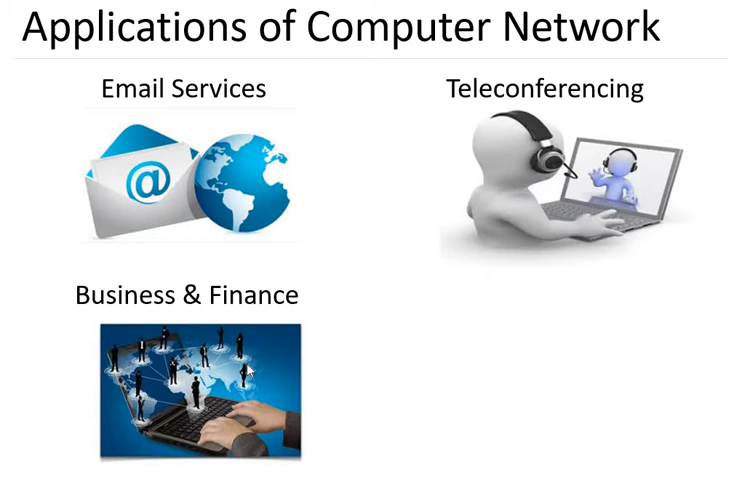 Applications of Computer Network
Email Services
Teleconferencing
@
Business & Finance